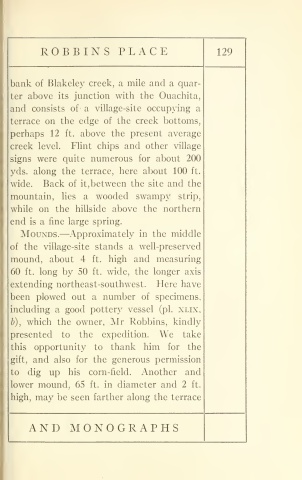 ROBBINS PLACE
129
bank of Blakeley creek, a mile and a quar-
ter above its junction with the Ouachita,
and consists of a village-site occupying a
terrace on the edge of the creek bottoms,
perhaps 12 ft. above the present average
creek level. Flint chips and other village
signs were quite numerous for about 200
yds. along the terrace, here about 100 ft.
wide. Back of it,between the site and the
mountain, lies a wooded swampy strip,
while on the hillside above the northern
end is a fine large spring.
MOUNDS.—Approximately in the middle
of the village-site stands a well-preserved
mound, about 4 ft. high and measuring
60 ft. long by 50 ft. wide, the longer axis
extending northeast-southwest. Here have
been plowed out a number of specimens,
including a good pottery vessel (pl. XLIX,
b), which the owner, Mr Robbins, kindly
presented to the expedition. We take
this opportunity to thank him for the
gift, and also for the generous permission
to dig up his corn-field. Another and
lower mound, 65 ft. in diameter and 2 ft.
high, may be seen farther along the terrace
AND MONOGRAPHS